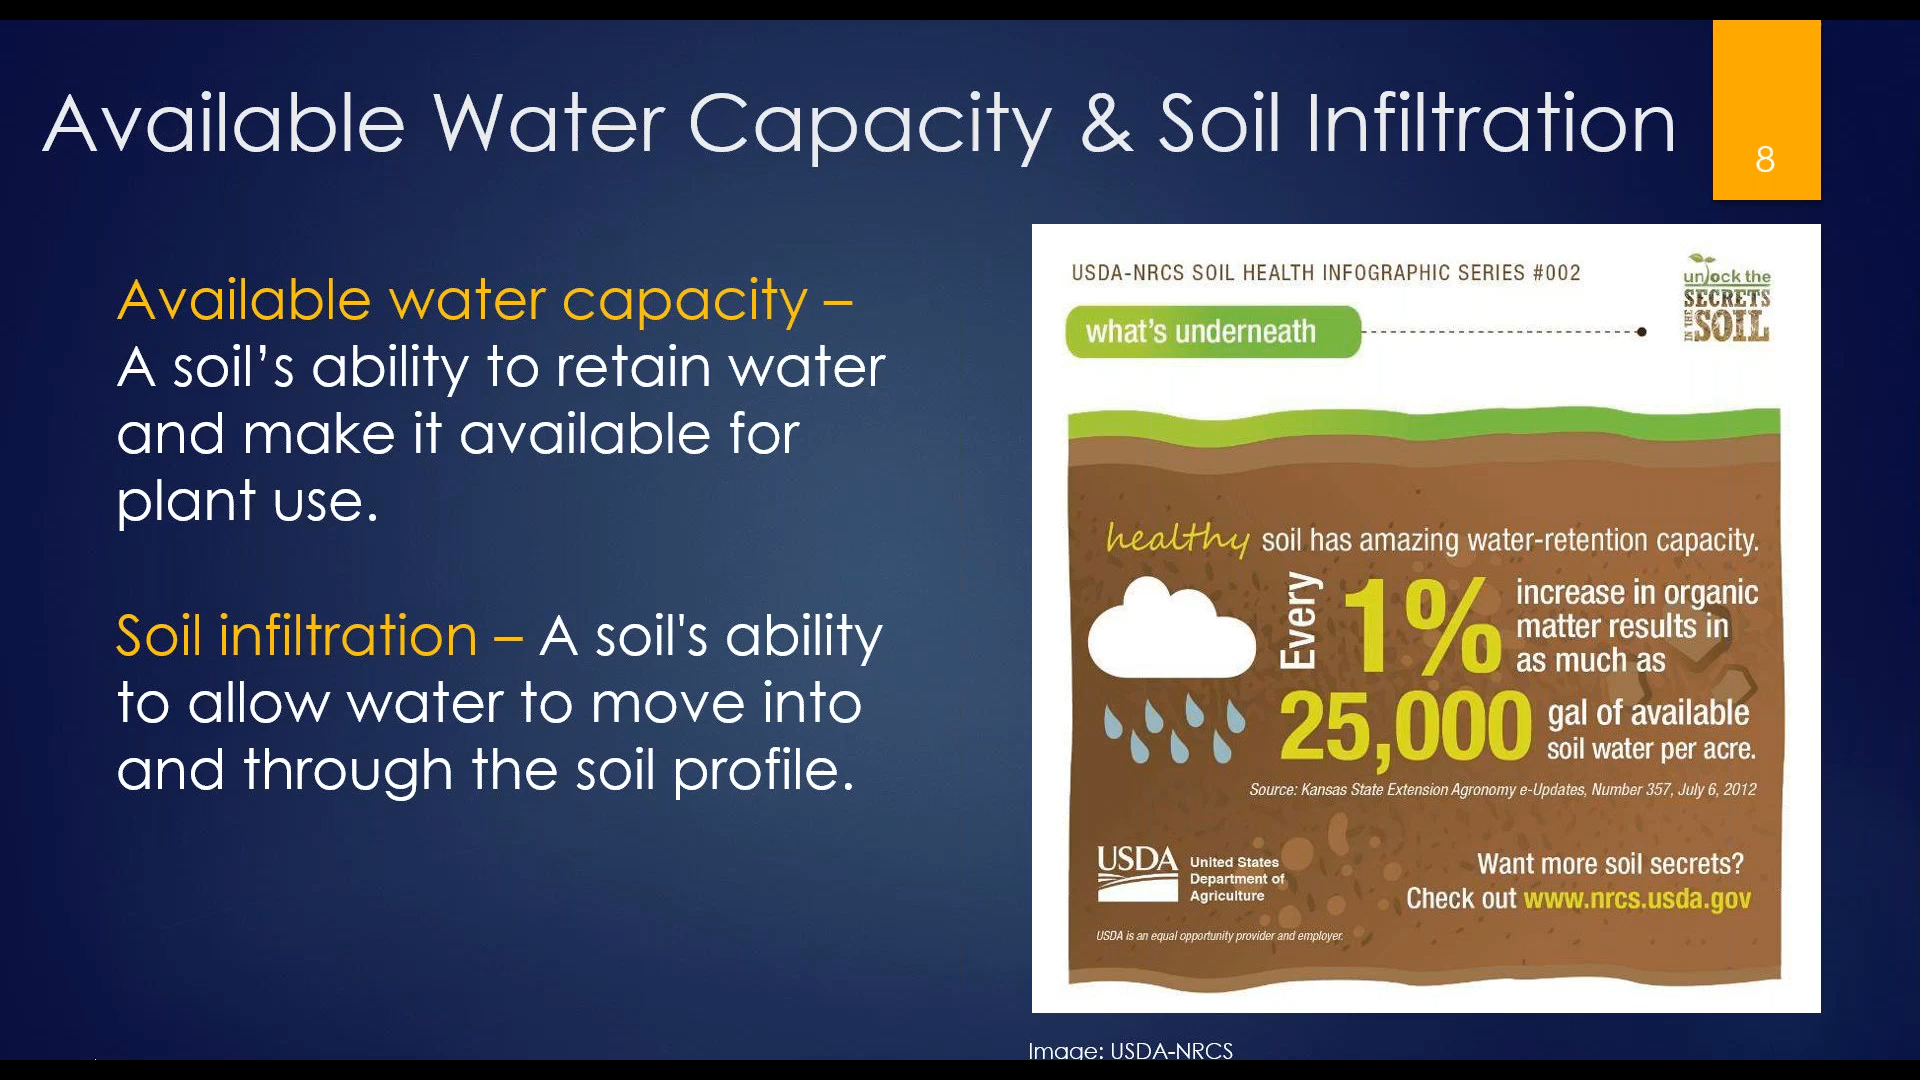 Available Water Capacity & Soil Infiltration
8
Available water capacity –
A soil’s ability to retain water
and make it available for
plant use.
Soil infiltration – A soil's ability
to allow water to move into
and through the soil profile.
USDA-NRCS SOIL HEALTH INFOGRAPHIC SERIES #002
unlock the
SECRETS
IN THE
SOIL
what's underneath
healthy soil has amazing water-retention capacity.
Every 1% increase in organic
matter results in
as much as
25,000 gal of available
soil water per acre.
Source: Kansas State Extension Agronomy e-Updates, Number 357, July 6, 2012
USDA United States
Department of
Agriculture
Want more soil secrets?
Check out www.nrcs.usda.gov
USDA is an equal opportunity provider and employer.
Image: USDA-NRCS